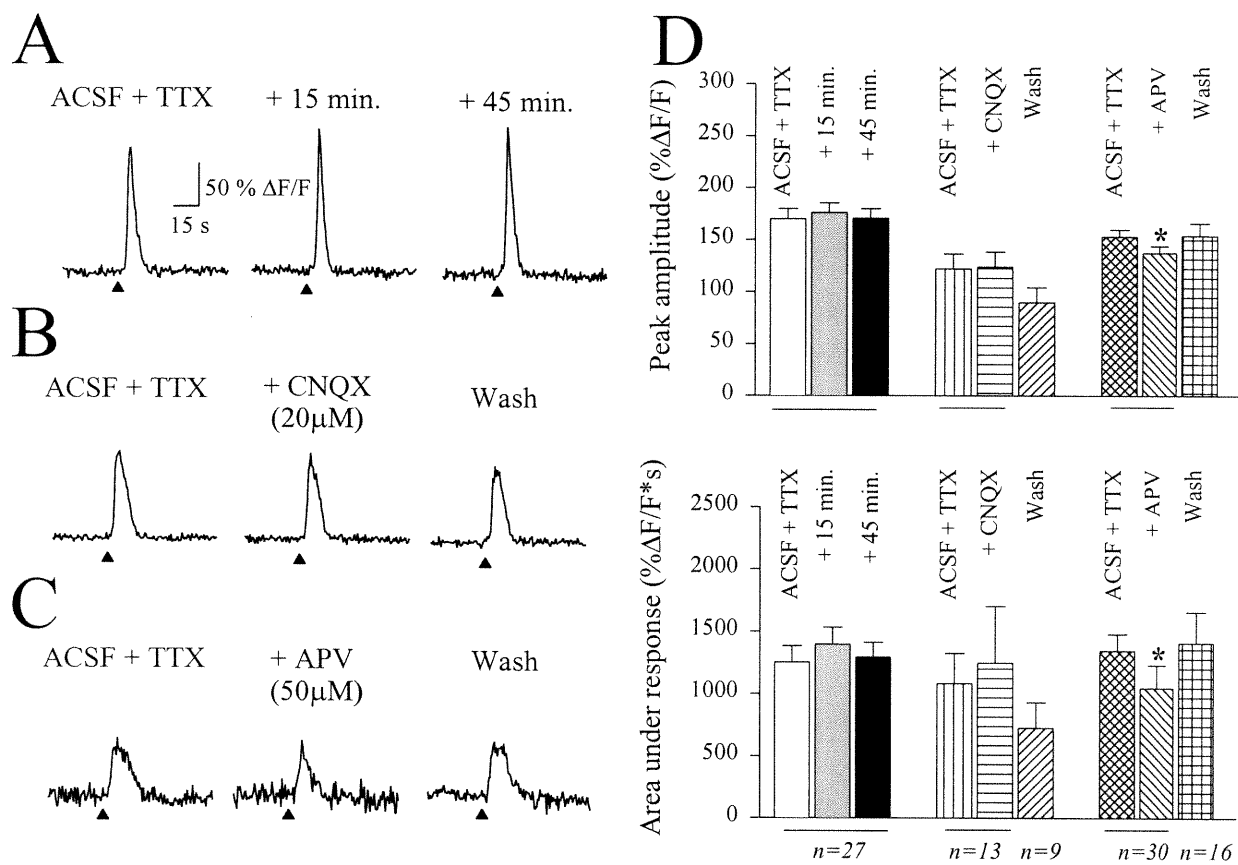 A
ACSF + TTX
+ 15 min.
+ 45 min.
50 % ΔF/F
15 s
B
ACSF + TTX
+ CNQX
(20μM)
Wash
C
ACSF + TTX
+ APV
(50μM)
Wash
D
Peak amplitude (%ΔF/F)
300
250
200
150
100
50
0
ACSF + TTX
+ 15 min.
+ 45 min.
ACSF + TTX
+ CNQX
Wash
ACSF + TTX
+ APV
Wash
*
Area under response (%ΔF/F*s)
2500
2000
1500
1000
500
0
ACSF + TTX
+ 15 min.
+ 45 min.
ACSF + TTX
+ CNQX
Wash
ACSF + TTX
+ APV
Wash
*
n=27
n=13
n=9
n=30
n=16